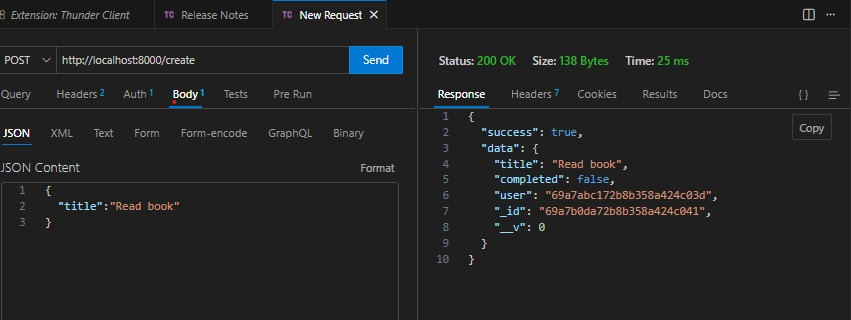 Extension: Thunder Client
TC Release Notes
TC New Request
POST http://localhost:8000/create Send
Query Headers 2 Auth 1 Body 1 Tests Pre Run
JSON XML Text Form Form-encode GraphQL Binary
JSON Content Format
1 {
2 "title":"Read book"
3 }
Status: 200 OK Size: 138 Bytes Time: 25 ms
Response Headers 7 Cookies Results Docs { }
Copy
1 {
2 "success": true,
3 "data": {
4 "title": "Read book",
5 "completed": false,
6 "user": "69a7abc172b8b358a424c03d",
7 "_id": "69a7b0da72b8b358a424c041",
8 "__v": 0
9 }
10 }